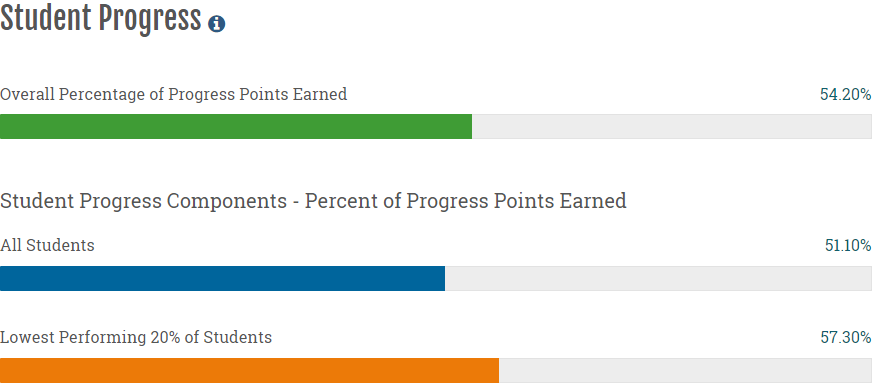 Student Progress
Overall Percentage of Progress Points Earned 54.20%
Student Progress Components - Percent of Progress Points Earned
All Students 51.10%
Lowest Performing 20% of Students 57.30%